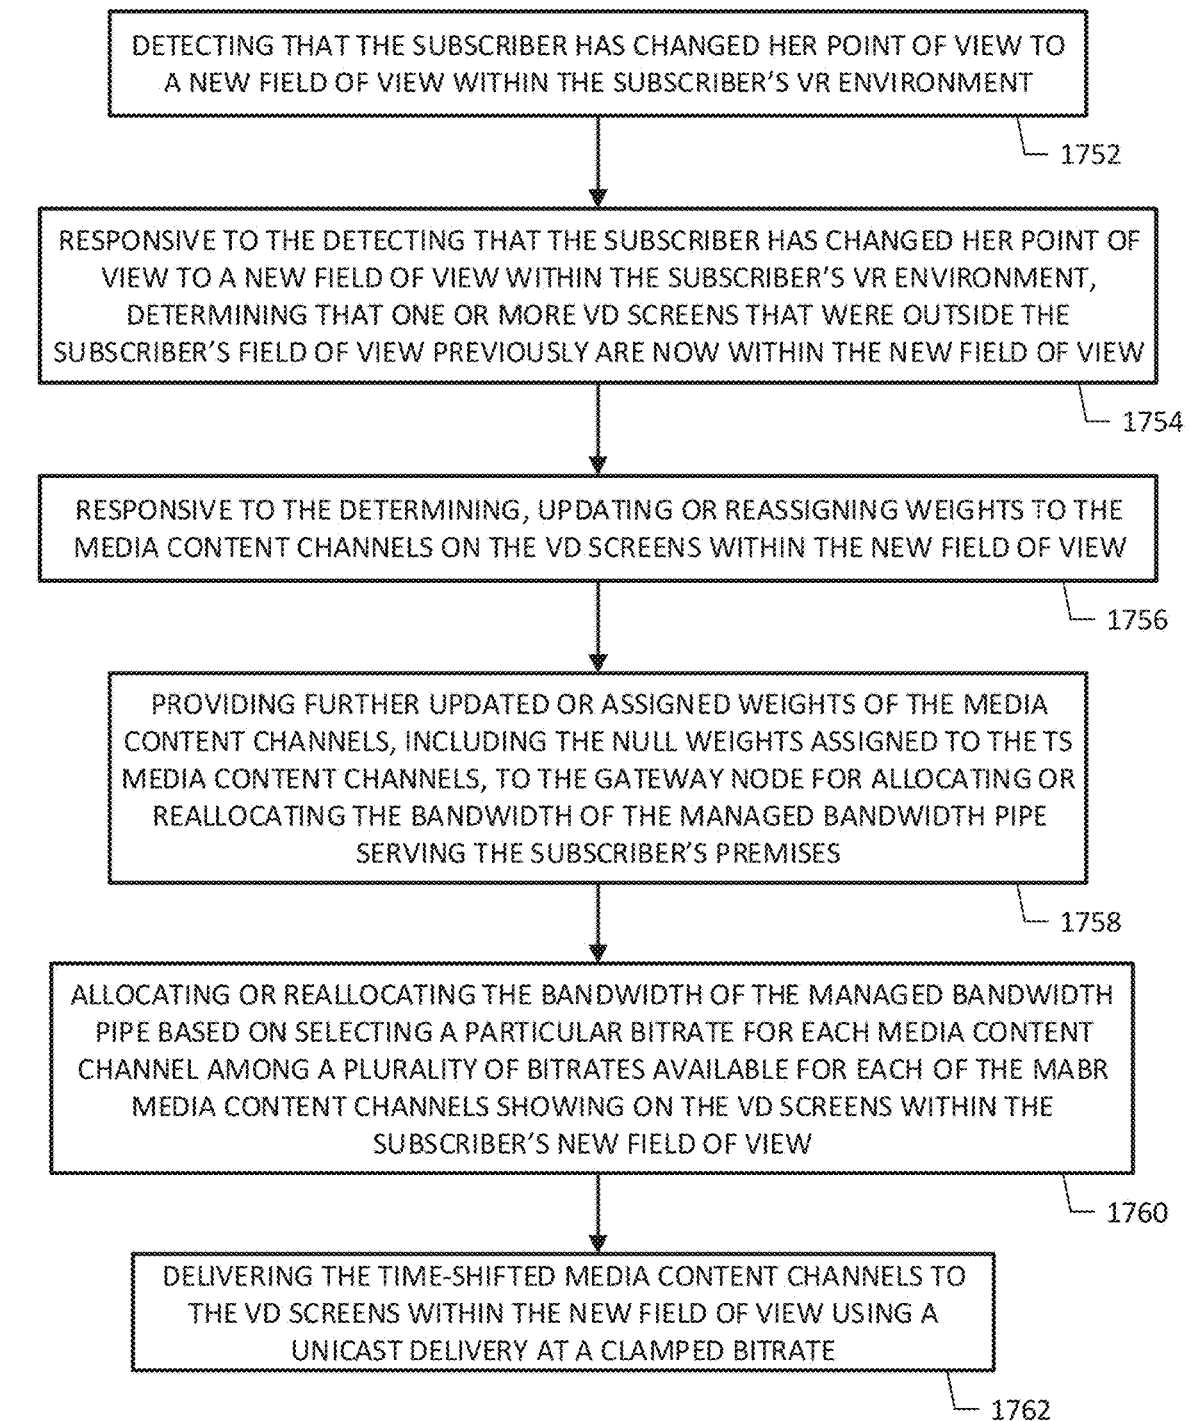 DETECTING THAT THE SUBSCRIBER HAS CHANGED HER POINT OF VIEW TO
A NEW FIELD OF VIEW WITHIN THE SUBSCRIBER'S VR ENVIRONMENT
1752
RESPONSIVE TO THE DETECTING THAT THE SUBSCRIBER HAS CHANGED HER POINT OF
VIEW TO A NEW FIELD OF VIEW WITHIN THE SUBSCRIBER'S VR ENVIRONMENT,
DETERMINING THAT ONE OR MORE VD SCREENS THAT WERE OUTSIDE THE
SUBSCRIBER'S FIELD OF VIEW PREVIOUSLY ARE NOW WITHIN THE NEW FIELD OF VIEW
1754
RESPONSIVE TO THE DETERMINING, UPDATING OR REASSIGNING WEIGHTS TO THE
MEDIA CONTENT CHANNELS ON THE VD SCREENS WITHIN THE NEW FIELD OF VIEW
1756
PROVIDING FURTHER UPDATED OR ASSIGNED WEIGHTS OF THE MEDIA
CONTENT CHANNELS, INCLUDING THE NULL WEIGHTS ASSIGNED TO THE TS
MEDIA CONTENT CHANNELS, TO THE GATEWAY NODE FOR ALLOCATING OR
REALLOCATING THE BANDWIDTH OF THE MANAGED BANDWIDTH PIPE
SERVING THE SUBSCRIBER'S PREMISES
1758
ALLOCATING OR REALLOCATING THE BANDWIDTH OF THE MANAGED BANDWIDTH
PIPE BASED ON SELECTING A PARTICULAR BITRATE FOR EACH MEDIA CONTENT
CHANNEL AMONG A PLURALITY OF BITRATES AVAILABLE FOR EACH OF THE MABR
MEDIA CONTENT CHANNELS SHOWING ON THE VD SCREENS WITHIN THE
SUBSCRIBER'S NEW FIELD OF VIEW
1760
DELIVERING THE TIME-SHIFTED MEDIA CONTENT CHANNELS TO
THE VD SCREENS WITHIN THE NEW FIELD OF VIEW USING A
UNICAST DELIVERY AT A CLAMPED BITRATE
1762